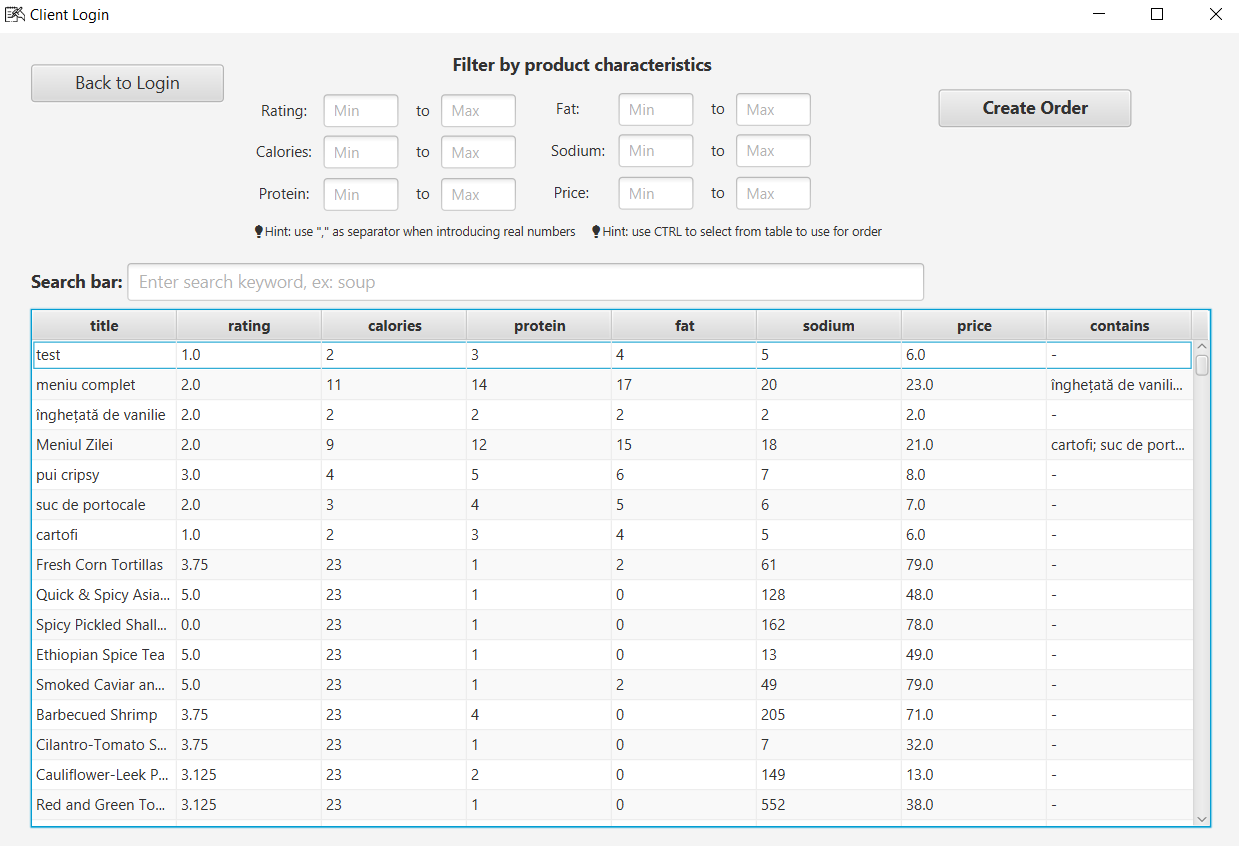 Client Login
Back to Login
Filter by product characteristics
Create Order
Rating: Min to Max Fat: Min to Max
Calories: Min to Max Sodium: Min to Max
Protein: Min to Max Price: Min to Max
Hint: use "," as separator when introducing real numbers Hint: use CTRL to select from table to use for order
Search bar: Enter search keyword, ex: soup
title rating calories protein fat sodium price contains
test 1.0 2 3 4 5 6.0 -
meniu complet 2.0 11 14 17 20 23.0 înghețată de vanili...
înghețată de vanilie 2.0 2 2 2 2 2.0 -
Meniul Zilei 2.0 9 12 15 18 21.0 cartofi; suc de port...
pui cripsy 3.0 4 5 6 7 8.0 -
suc de portocale 2.0 3 4 5 6 7.0 -
cartofi 1.0 2 3 4 5 6.0 -
Fresh Corn Tortillas 3.75 23 1 2 61 79.0 -
Quick & Spicy Asia... 5.0 23 1 0 128 48.0 -
Spicy Pickled Shall... 0.0 23 1 0 162 78.0 -
Ethiopian Spice Tea 5.0 23 1 0 13 49.0 -
Smoked Caviar an... 5.0 23 1 2 49 79.0 -
Barbecued Shrimp 3.75 23 4 0 205 71.0 -
Cilantro-Tomato S... 3.75 23 1 0 7 32.0 -
Cauliflower-Leek P... 3.125 23 2 0 149 13.0 -
Red and Green To... 3.125 23 1 0 552 38.0 -